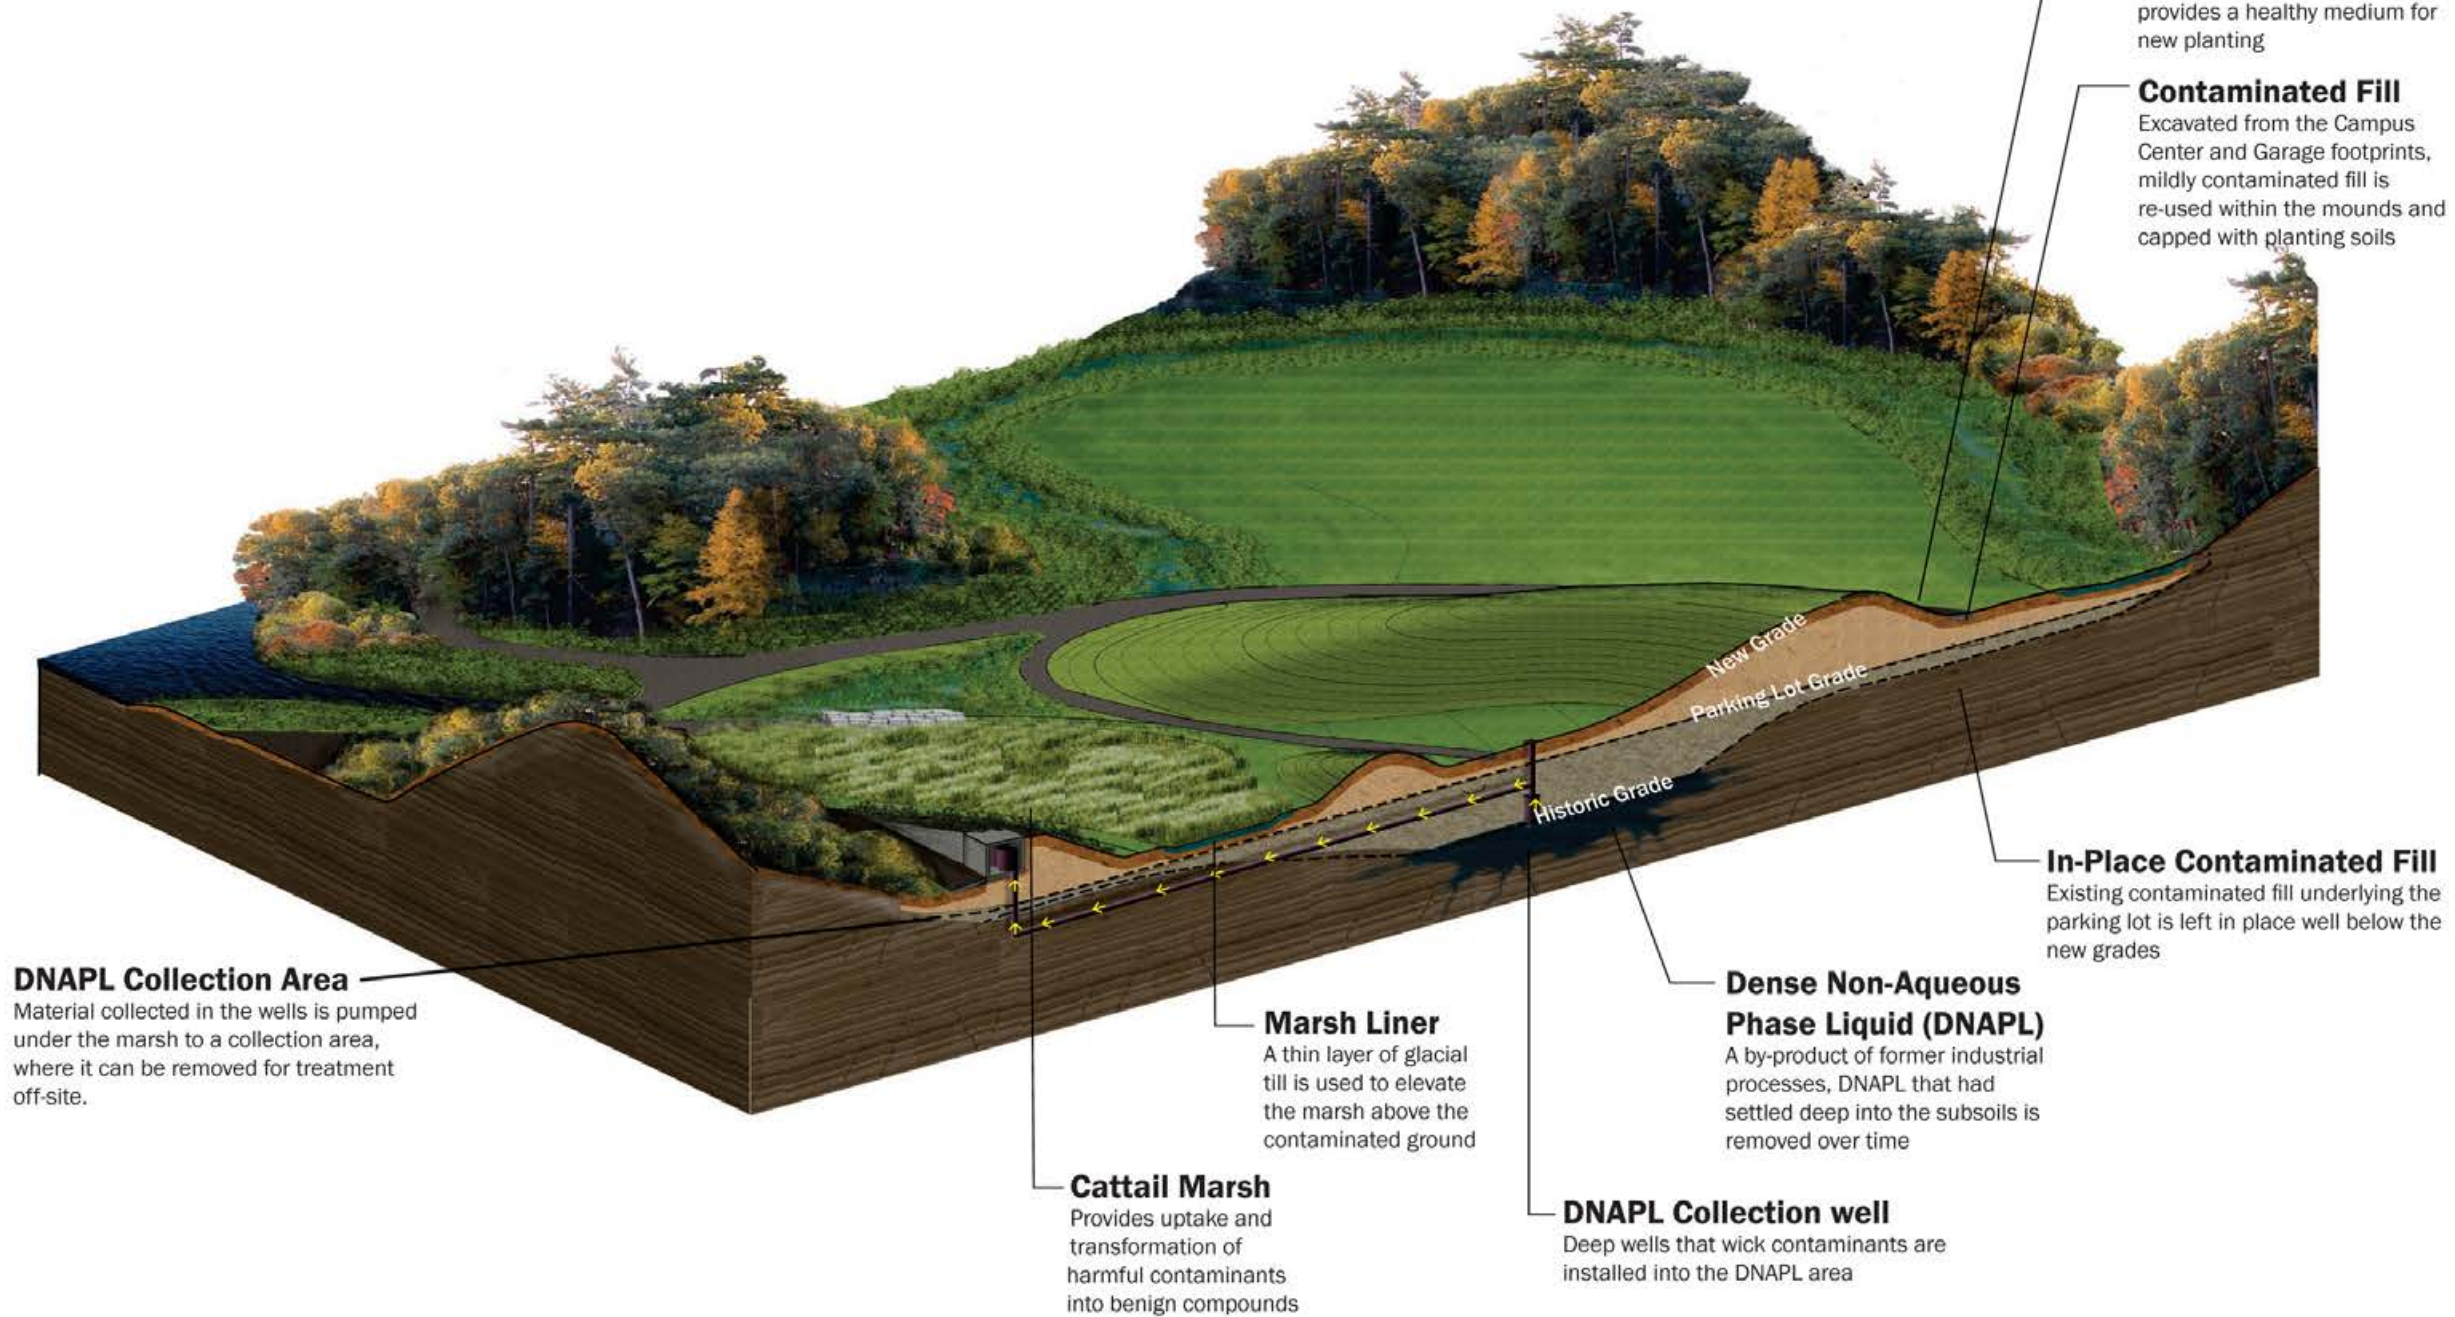 provides a healthy medium for
new planting
Contaminated Fill
Excavated from the Campus
Center and Garage footprints,
mildly contaminated fill is
re-used within the mounds and
capped with planting soils
New Grade
Parking Lot Grade
Historic Grade
In-Place Contaminated Fill
Existing contaminated fill underlying the
parking lot is left in place well below the
new grades
DNAPL Collection Area
Material collected in the wells is pumped
under the marsh to a collection area,
where it can be removed for treatment
off-site.
Dense Non-Aqueous
Phase Liquid (DNAPL)
A by-product of former industrial
processes, DNAPL that had
settled deep into the subsoils is
removed over time
Marsh Liner
A thin layer of glacial
till is used to elevate
the marsh above the
contaminated ground
Cattail Marsh
Provides uptake and
transformation of
harmful contaminants
into benign compounds
DNAPL Collection well
Deep wells that wick contaminants are
installed into the DNAPL area